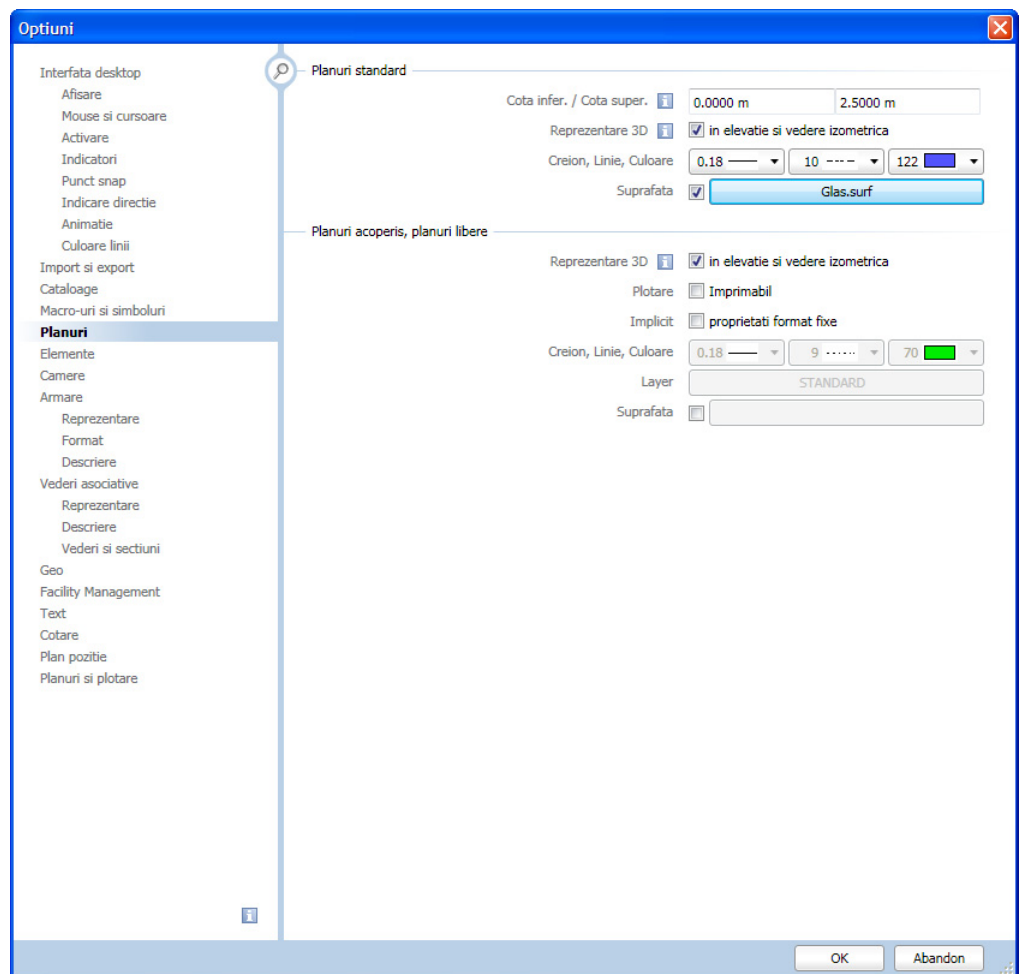 Optiuni
Interfata desktop
Afisare
Mouse si cursoare
Activare
Indicatori
Punct snap
Indicare directie
Animatie
Culoare linii
Import si export
Cataloage
Macro-uri si simboluri
Planuri
Elemente
Camere
Armare
Reprezentare
Format
Descriere
Vederi asociative
Reprezentare
Descriere
Vederi si sectiuni
Geo
Facility Management
Text
Cotare
Plan pozitie
Planuri si plotare
Planuri standard
Cota infer. / Cota super. 0.0000 m 2.5000 m
Reprezentare 3D in elevatie si vedere izometrica
Creion, Linie, Culoare 0.18 10 122
Suprafata Glas.surf
Planuri acoperis, planuri libere
Reprezentare 3D in elevatie si vedere izometrica
Plotare Imprimabil
Implicit proprietati format fixe
Creion, Linie, Culoare 0.18 9 70
Layer STANDARD
Suprafata
OK Abandon